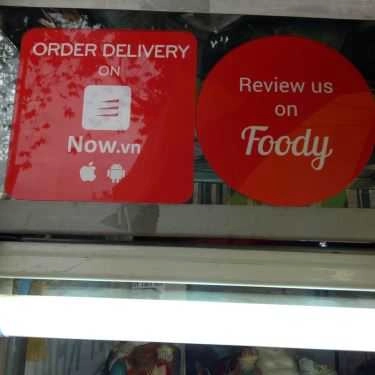 ORDER DELIVERY
ON
Now.vn
Review us
on
Foody